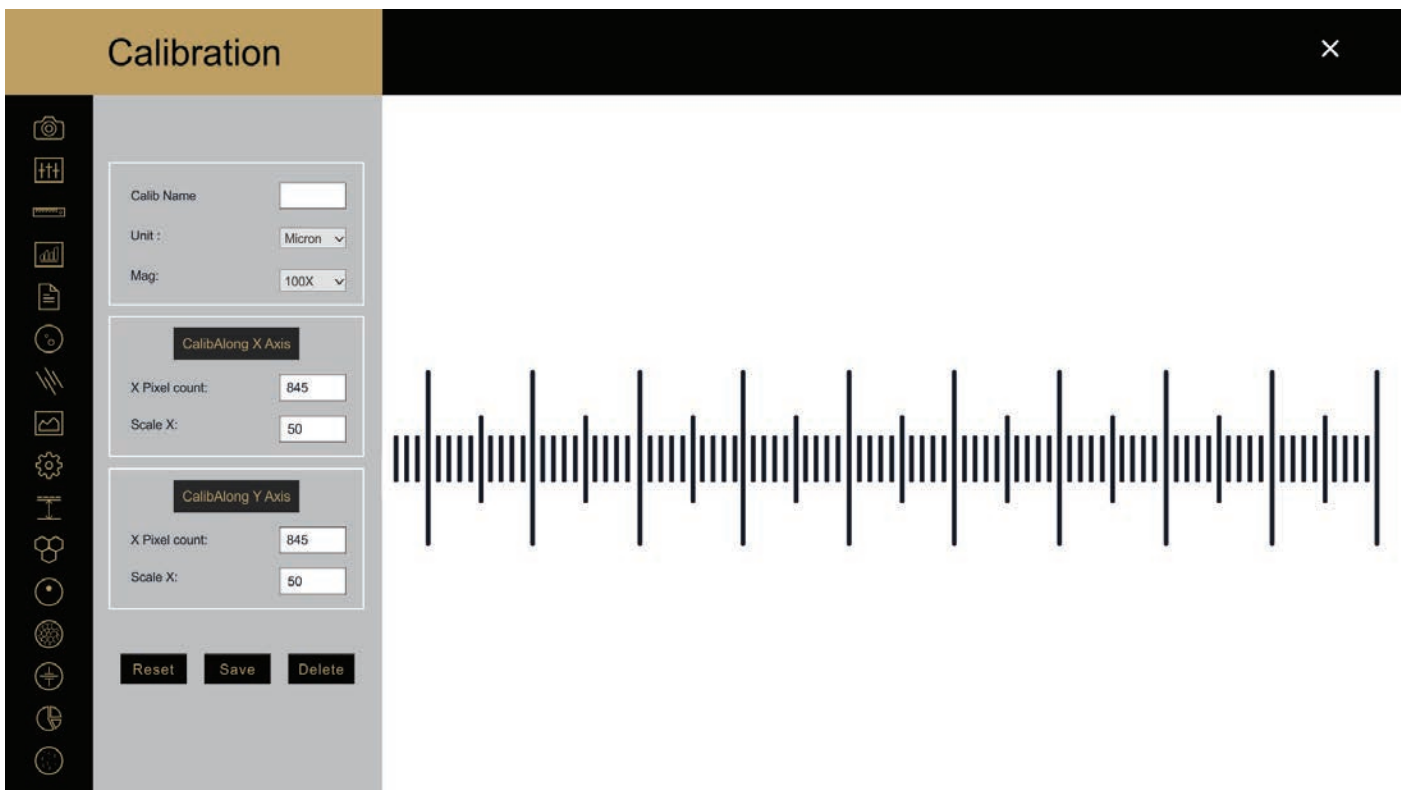 Calibration
Calib Name
Unit : Micron
Mag: 100X
CalibAlong X Axis
X Pixel count: 845
Scale X: 50
CalibAlong Y Axis
X Pixel count: 845
Scale X: 50
Reset Save Delete